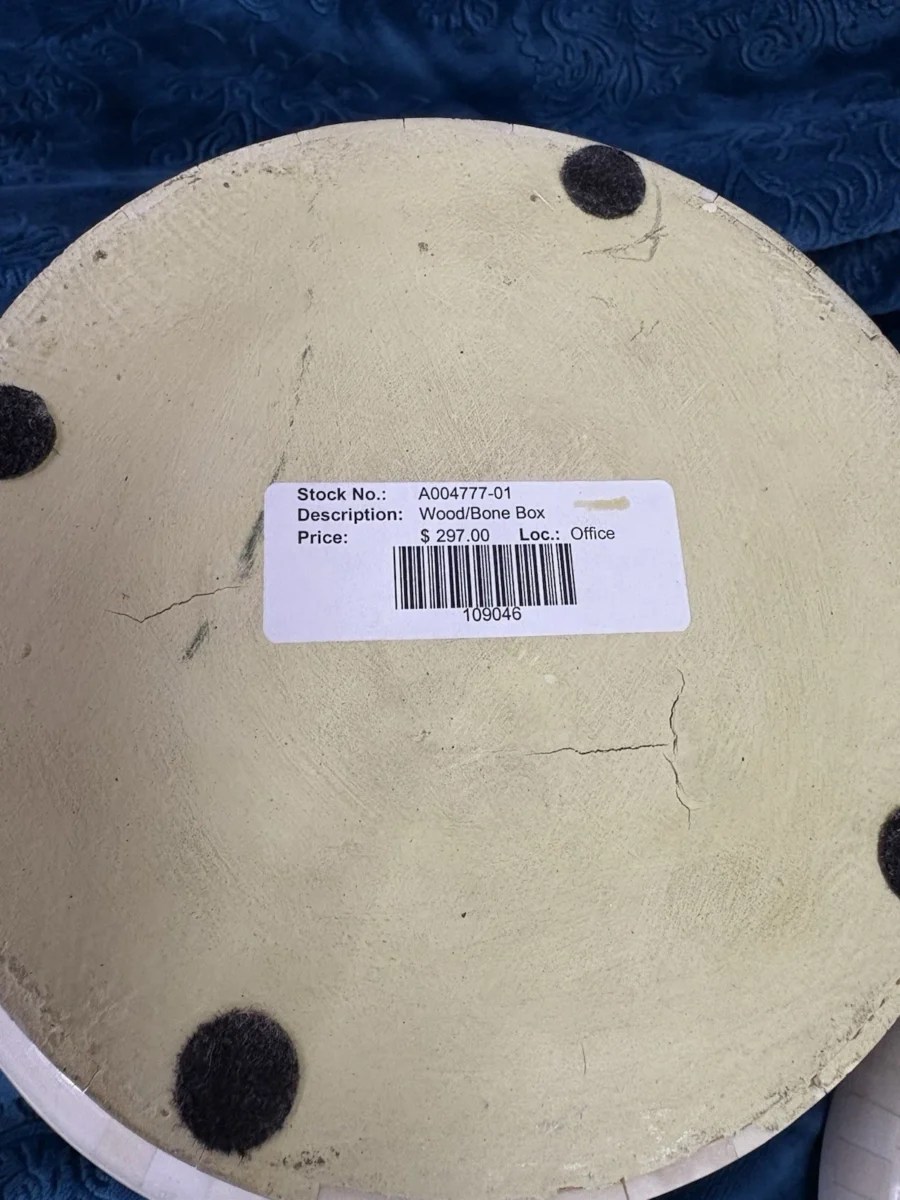 Stock No.: A004777-01
Description: Wood/Bone Box
Price: $ 297.00 Loc.: Office
109046